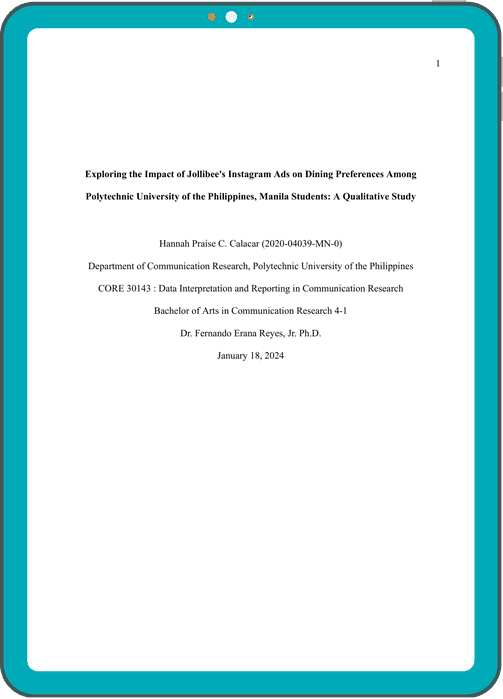 1
Exploring the Impact of Jollibee's Instagram Ads on Dining Preferences Among
Polytechnic University of the Philippines, Manila Students: A Qualitative Study
Hannah Praise C. Calacar (2020-04039-MN-0)
Department of Communication Research, Polytechnic University of the Philippines
CORE 30143 : Data Interpretation and Reporting in Communication Research
Bachelor of Arts in Communication Research 4-1
Dr. Fernando Erana Reyes, Jr. Ph.D.
January 18, 2024